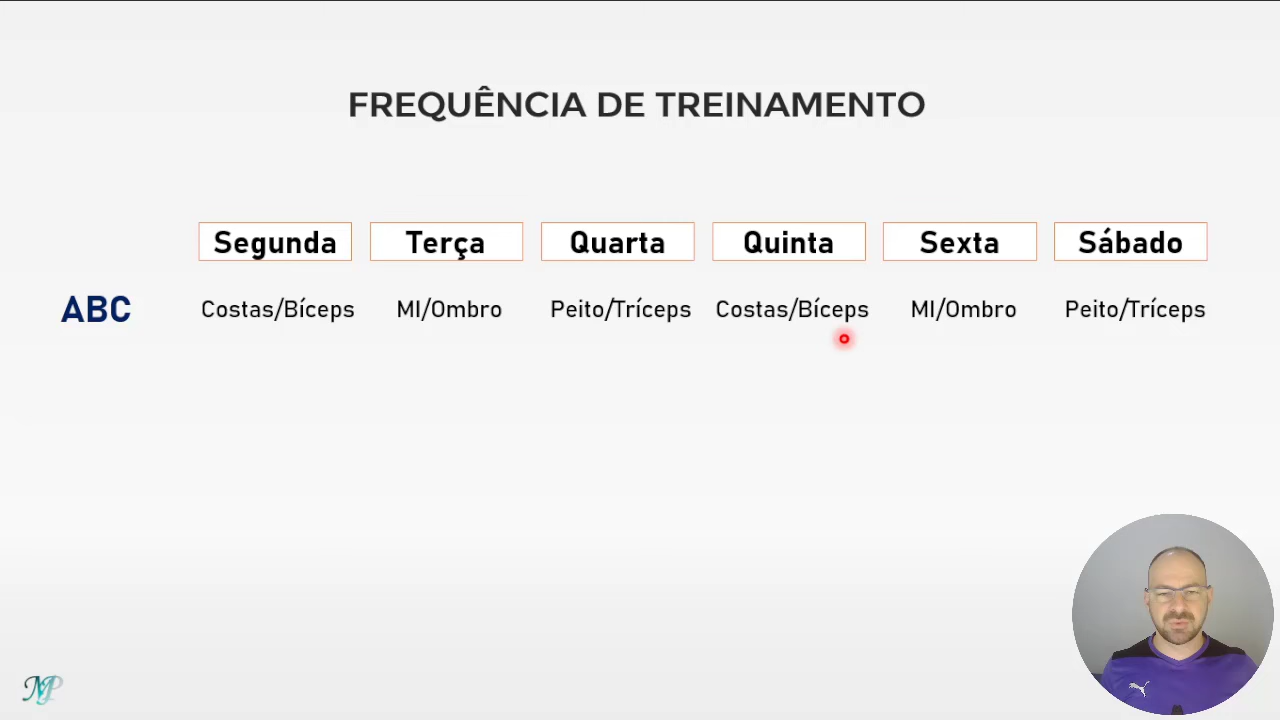 FREQUÊNCIA DE TREINAMENTO
Segunda Terça Quarta Quinta Sexta Sábado
ABC Costas/Bíceps MI/Ombro Peito/Tríceps Costas/Bíceps MI/Ombro Peito/Tríceps
MP